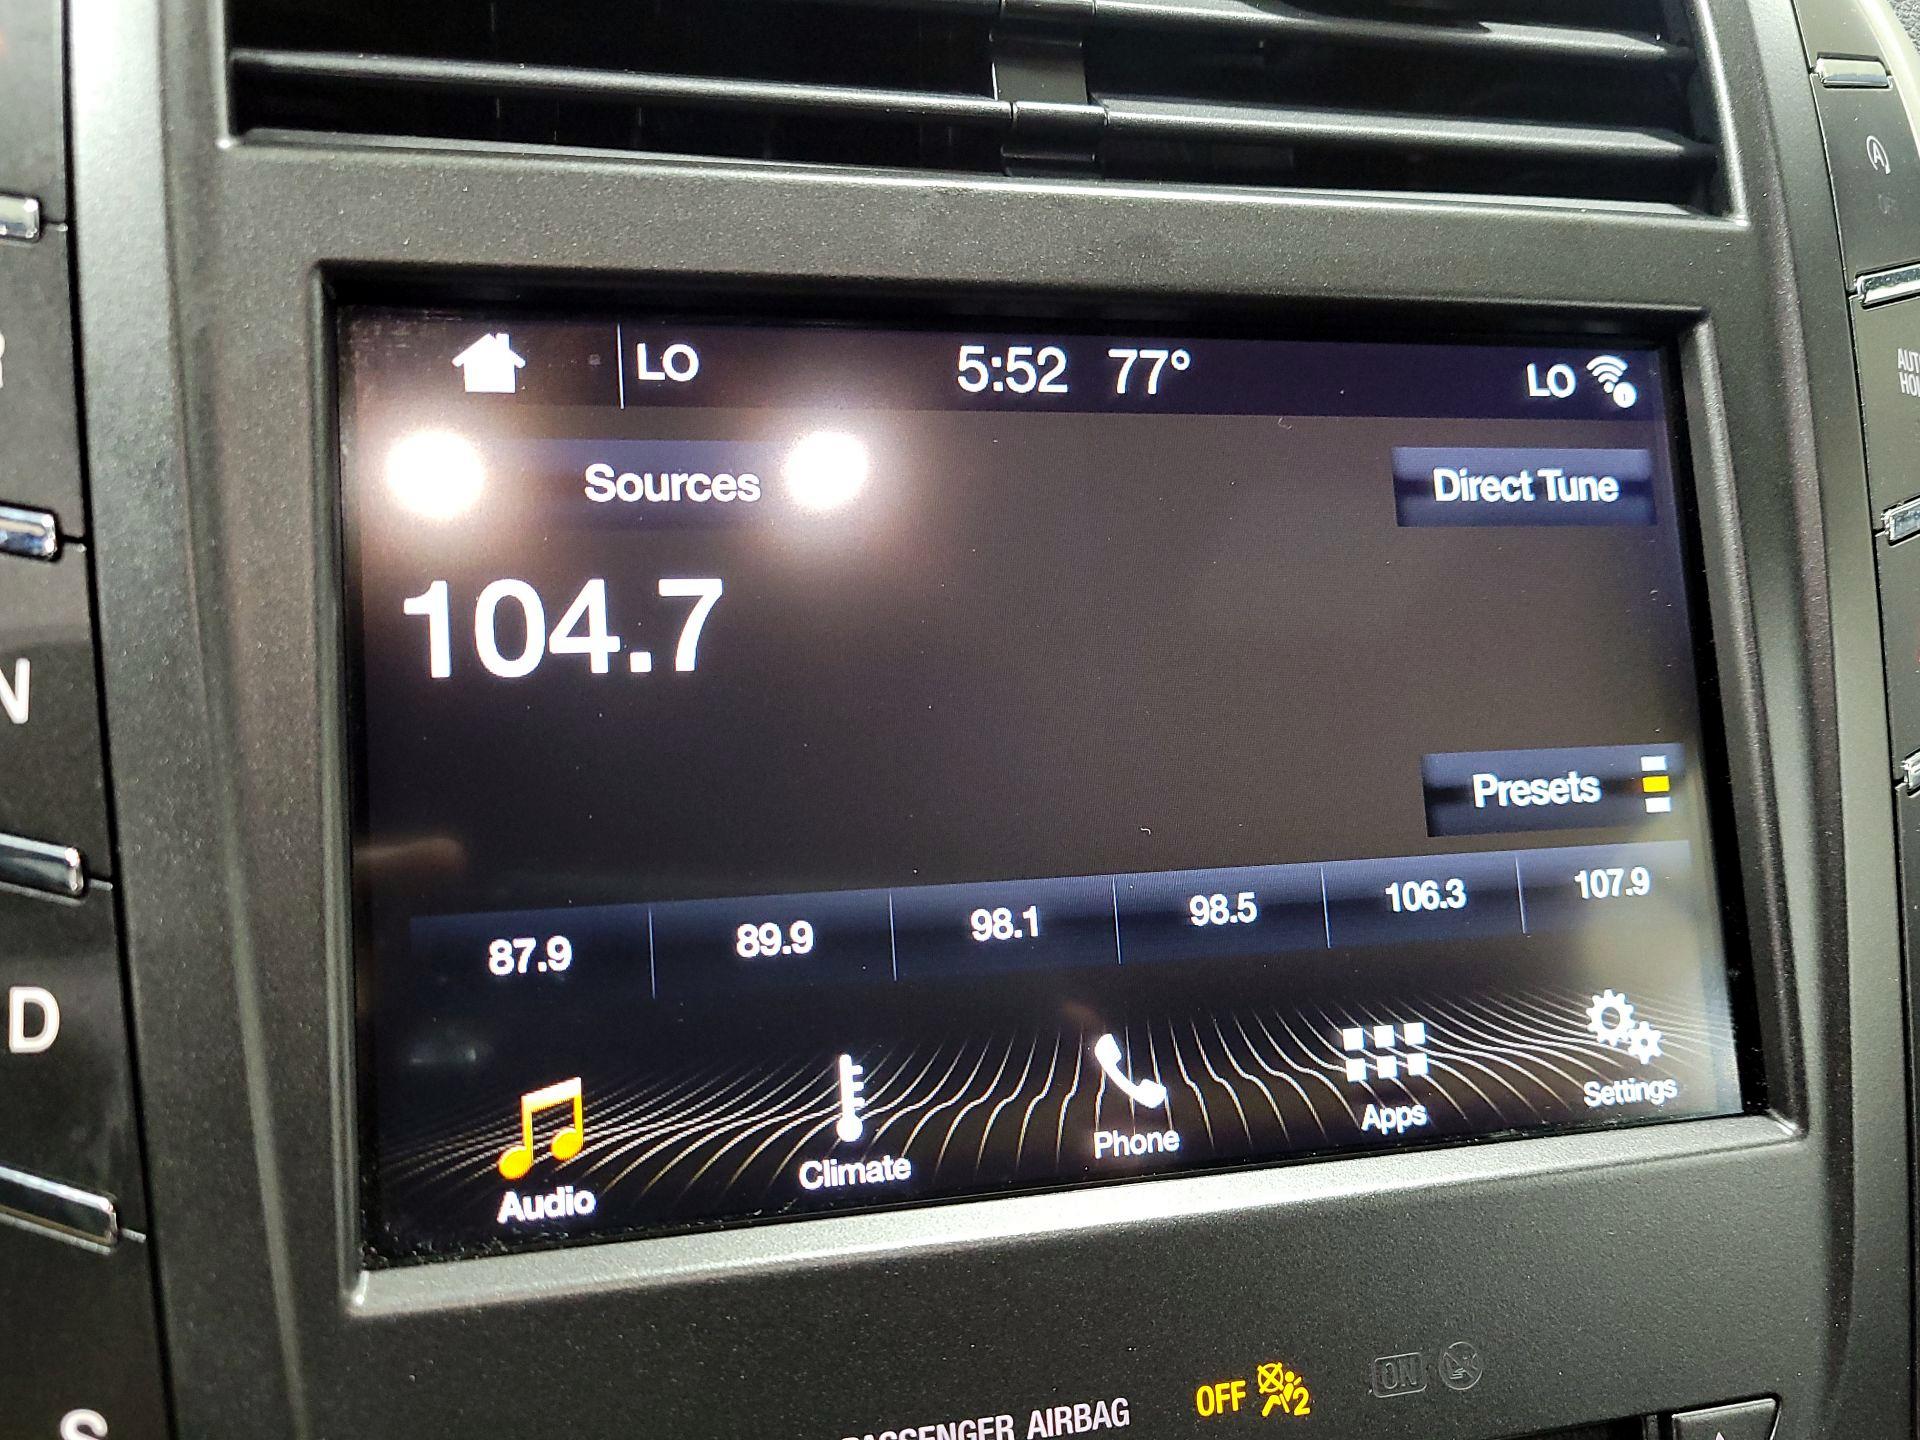 LO 5:52 77° LO
Sources
Direct Tune
104.7
Presets
87.9 89.9 98.1 98.5 106.3 107.9
Audio Climate Phone Apps Settings
N
D
S
PASSENGER AIRBAG OFF 2 ON